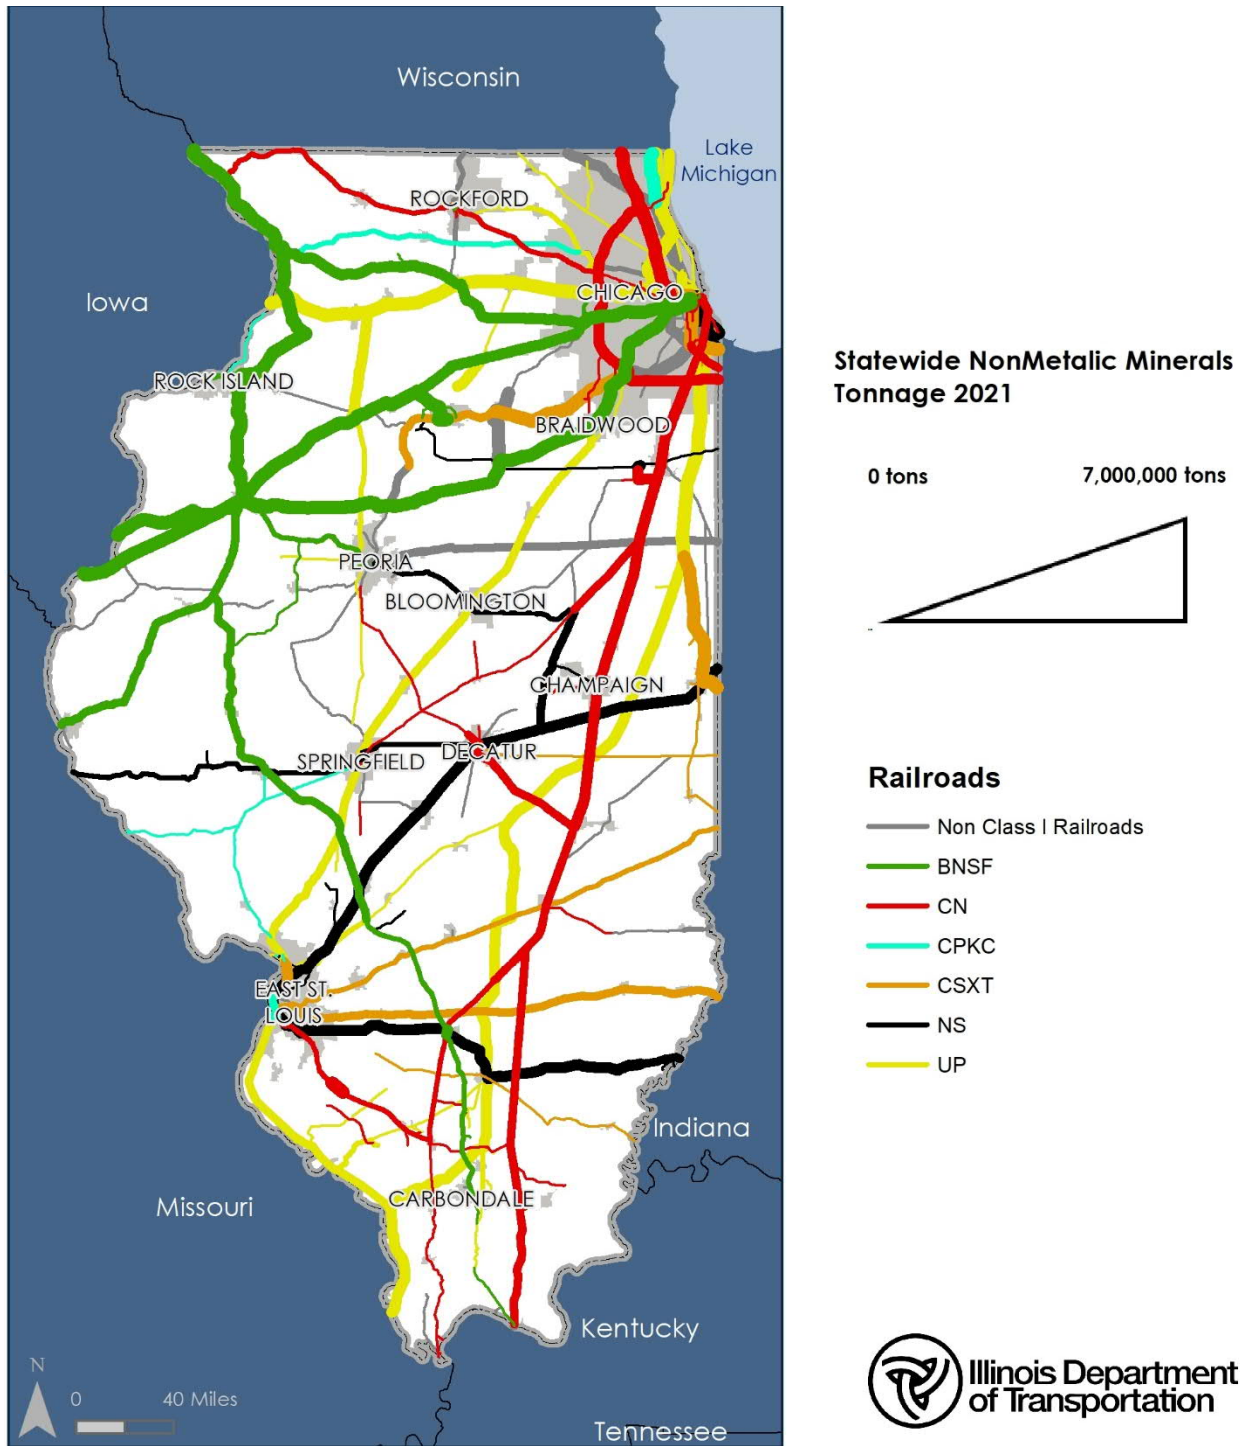 Wisconsin
Lake
Michigan
ROCKFORD
Iowa
CHICAGO
ROCK ISLAND
BRAIDWOOD
PEORIA
BLOOMINGTON
CHAMPAIGN
SPRINGFIELD
DECATUR
EAST ST.
LOUIS
Indiana
Missouri
CARBONDALE
Kentucky
Tennessee
N
0 40 Miles
Statewide NonMetalic Minerals
Tonnage 2021
0 tons 7,000,000 tons
Railroads
Non Class I Railroads
BNSF
CN
CPKC
CSXT
NS
UP
Illinois Department
of Transportation